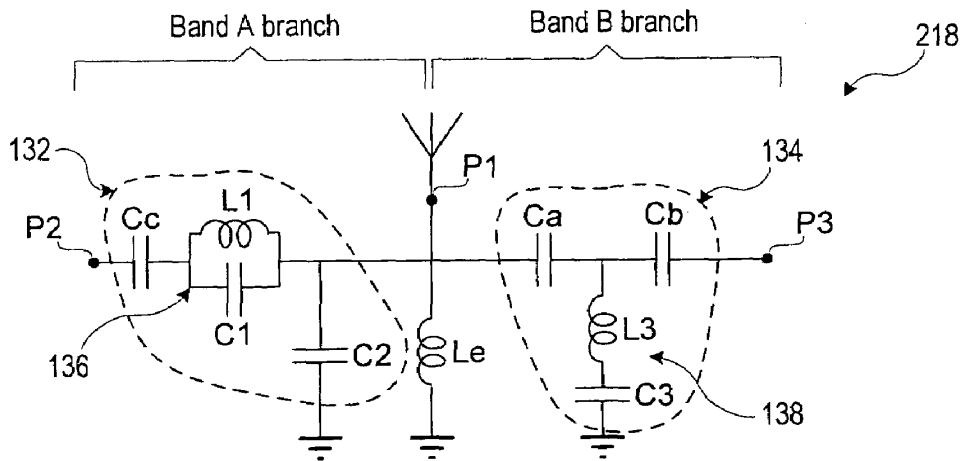 Band A branch
Band B branch
218
132
P1
134
P2
Cc
L1
Ca
Cb
P3
C1
136
C2
Le
L3
C3
138